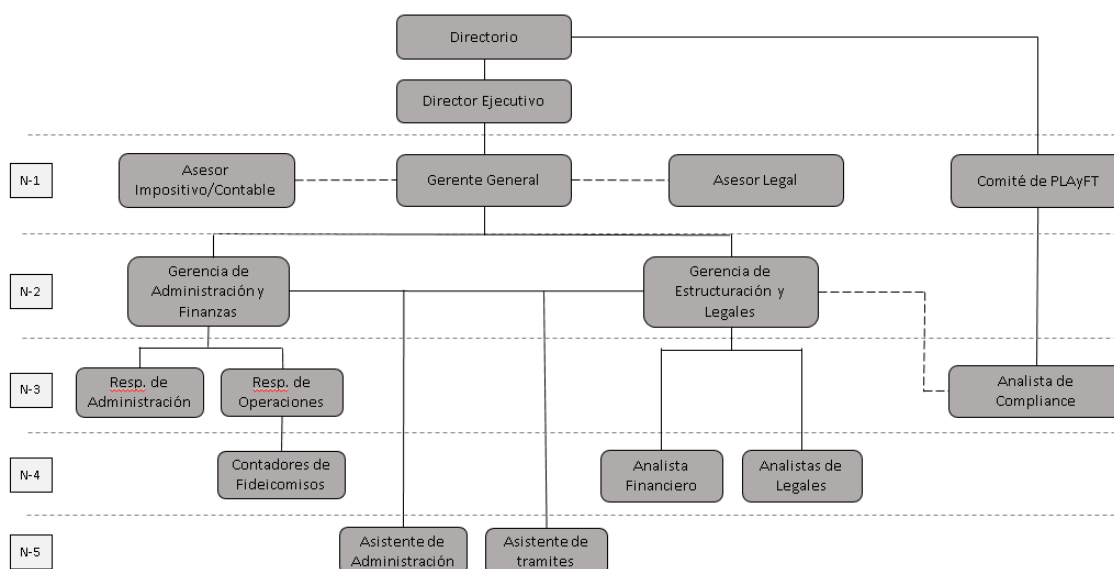 Directorio
Director Ejecutivo
N-1
Asesor
Impositivo/Contable
Gerente General
Asesor Legal
Comité de PLAyFT
N-2
Gerencia de
Administración y
Finanzas
Gerencia de
Estructuración y
Legales
N-3
Resp. de
Administración
Resp. de
Operaciones
Analista de
Compliance
N-4
Contadores de
Fideicomisos
Analista
Financiero
Analistas de
Legales
N-5
Asistente de
Administración
Asistente de
tramites